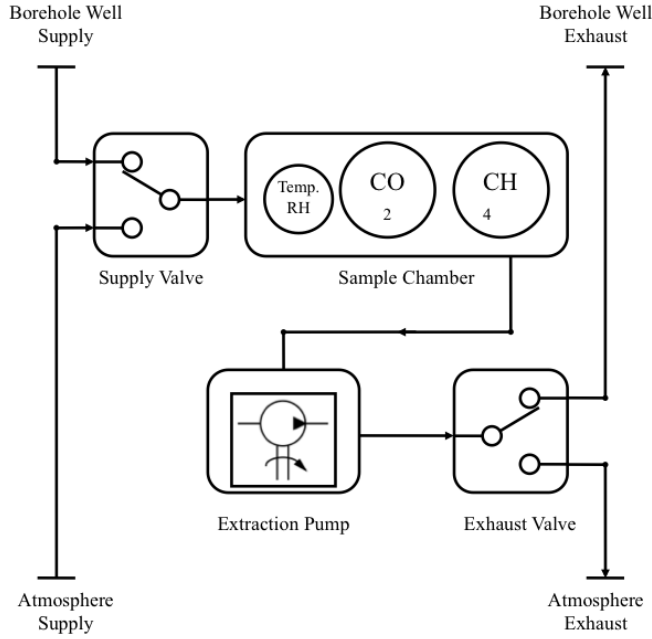 Borehole Well
Supply
Borehole Well
Exhaust
Temp.
RH
CO
2
CH
4
Supply Valve
Sample Chamber
Extraction Pump
Exhaust Valve
Atmosphere
Supply
Atmosphere
Exhaust